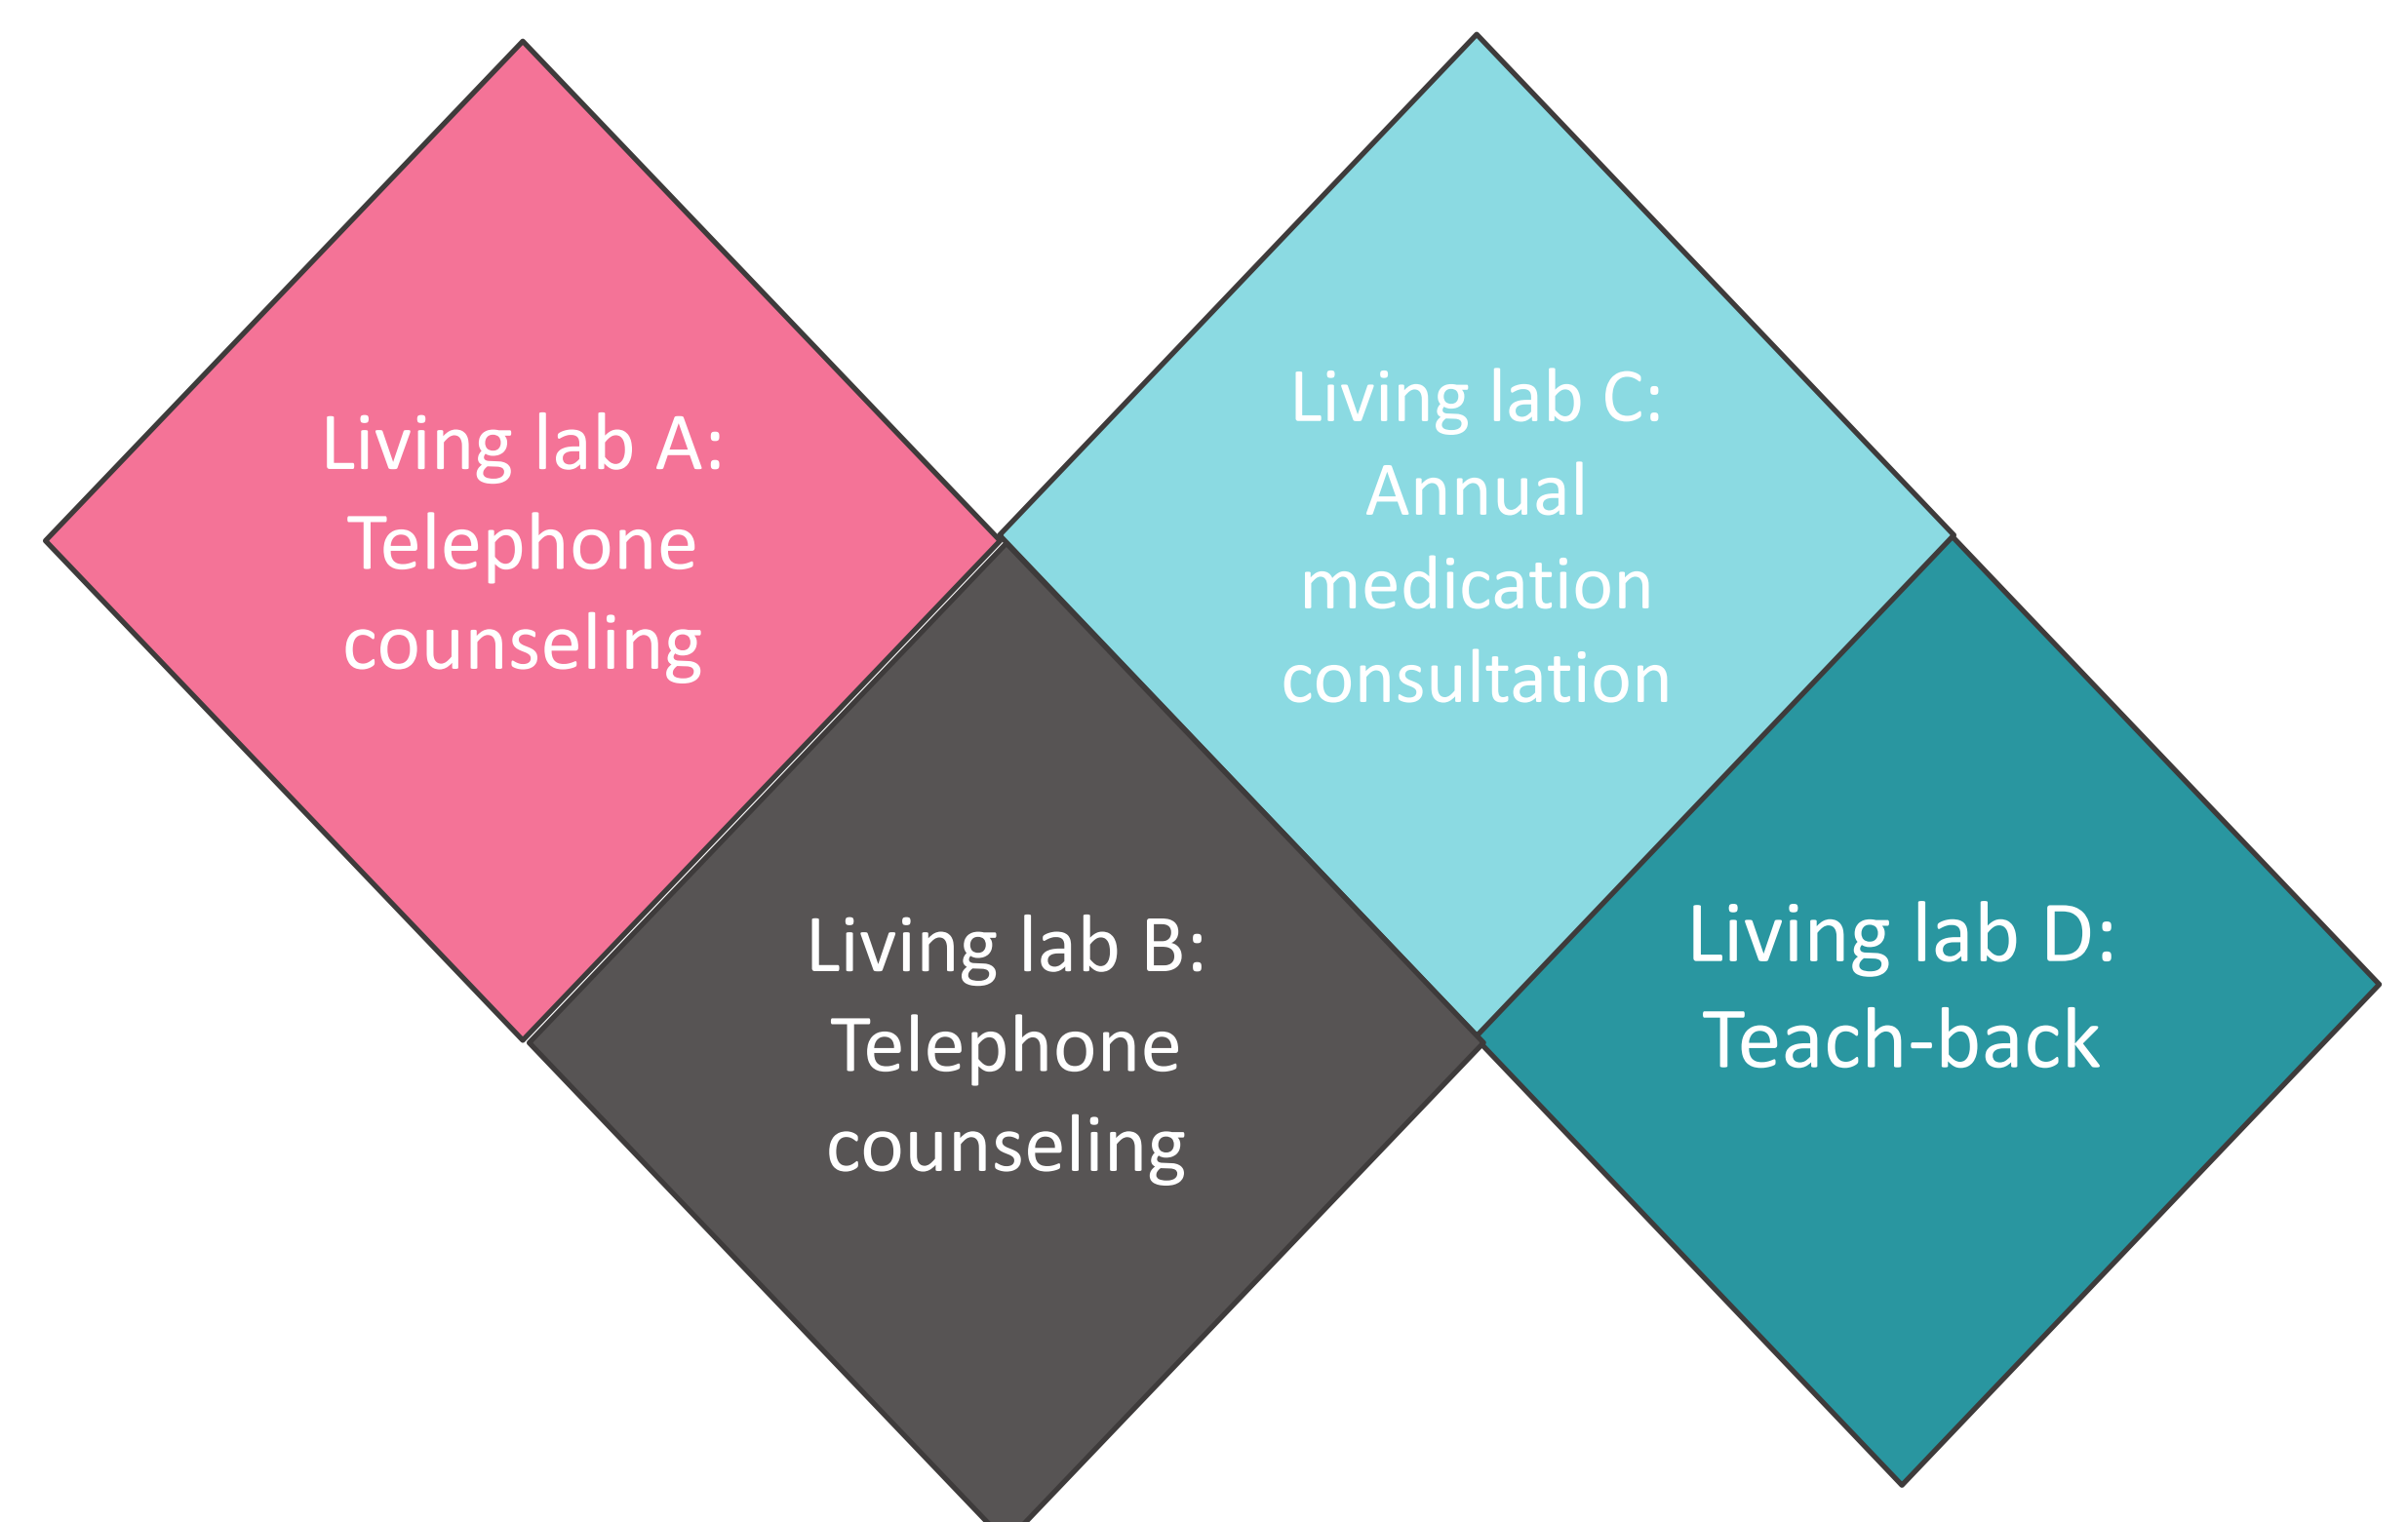 Living lab A:
Telephone
counseling
Living lab B:
Telephone
counseling
Living lab C:
Annual
medication
consultation
Living lab D:
Teach-back